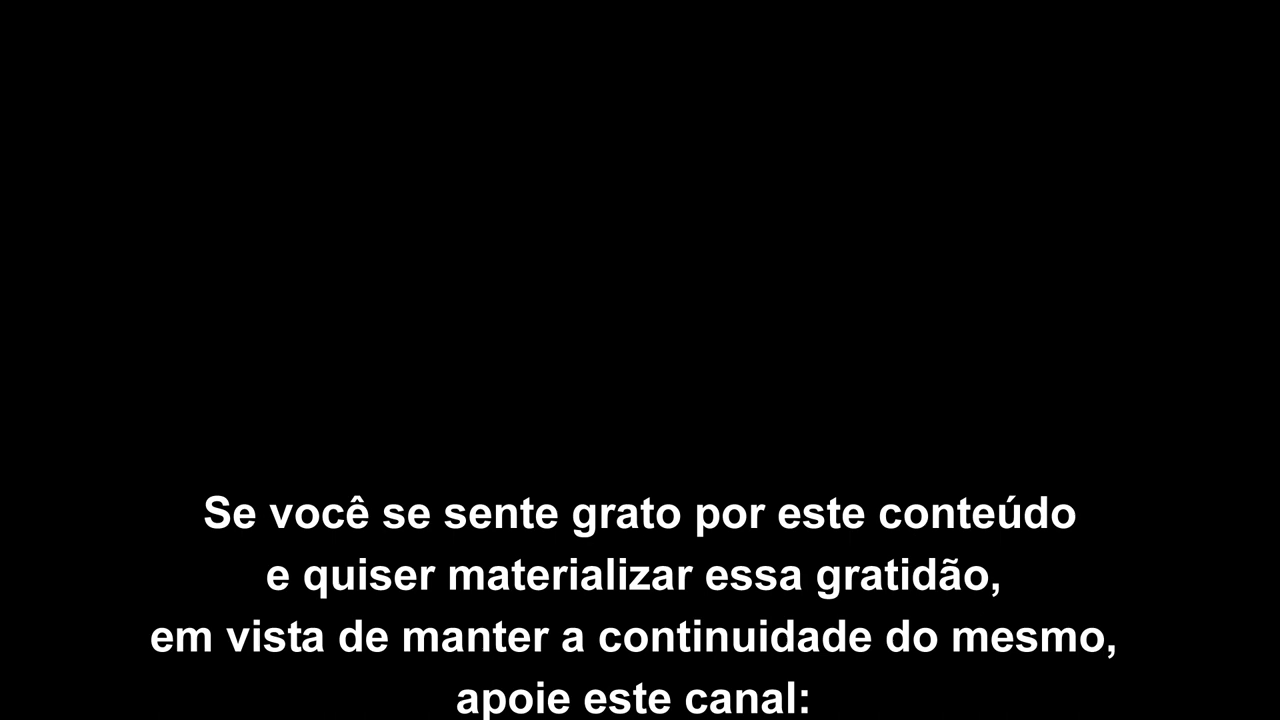 Se você se sente grato por este conteúdo
e quiser materializar essa gratidão,
em vista de manter a continuidade do mesmo,
apoie este canal: